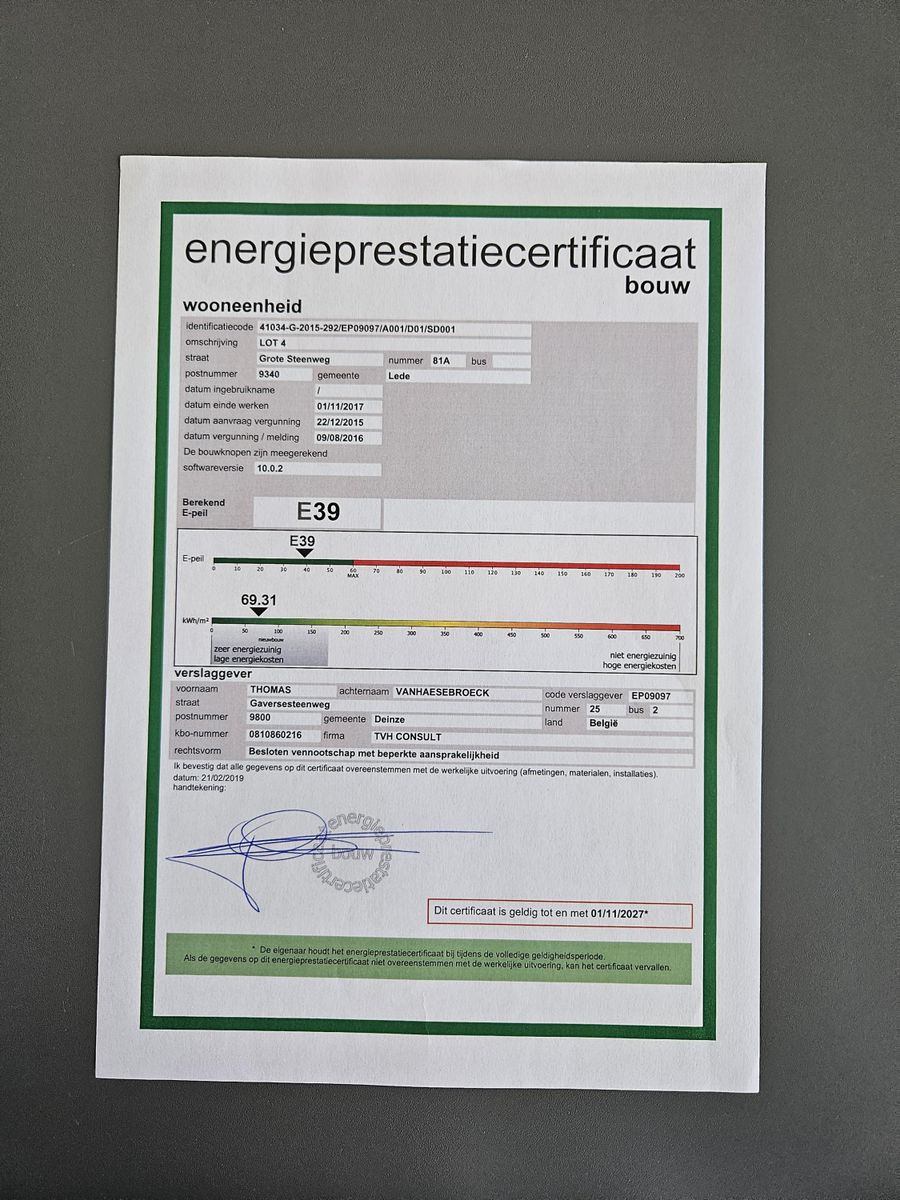 energieprestatiecertificaat
bouw
wooneenheid
identificatiecode 41034-G-2015-292/EP09097/A001/D01/SD001
omschrijving LOT 4
straat Grote Steenweg nummer 81A bus
postnummer 9340 gemeente Lede
datum ingebruikname /
datum einde werken 01/11/2017
datum aanvraag vergunning 22/12/2015
datum vergunning / melding 09/08/2016
De bouwknopen zijn meegerekend
softwareversie 10.0.2
Berekend
E-peil E39
E39
E-peil
0 10 20 30 40 50 60 70 80 90 100 110 120 130 140 150 160 170 180 190 200
MAX
69.31
kWh/m²
0 50 100 150 200 250 300 350 400 450 500 550 600 650 700
nieuwbouw
zeer energiezuinig niet energiezuinig
lage energiekosten hoge energiekosten
verslaggever
voornaam THOMAS achternaam VANHAESEBROECK code verslaggever EP09097
straat Gaversesteenweg nummer 25 bus 2
postnummer 9800 gemeente Deinze land België
kbo-nummer 0810860216 firma TVH CONSULT
rechtsvorm Besloten vennootschap met beperkte aansprakelijkheid
Ik bevestig dat alle gegevens op dit certificaat overeenstemmen met de werkelijke uitvoering (afmetingen, materialen, installaties).
datum: 21/02/2019
handtekening:
energieprestatiecertificaat
bouw
Dit certificaat is geldig tot en met 01/11/2027*
* De eigenaar houdt het energieprestatiecertificaat bij tijdens de volledige geldigheidsperiode.
Als de gegevens op dit energieprestatiecertificaat niet overeenstemmen met de werkelijke uitvoering, kan het certificaat vervallen.